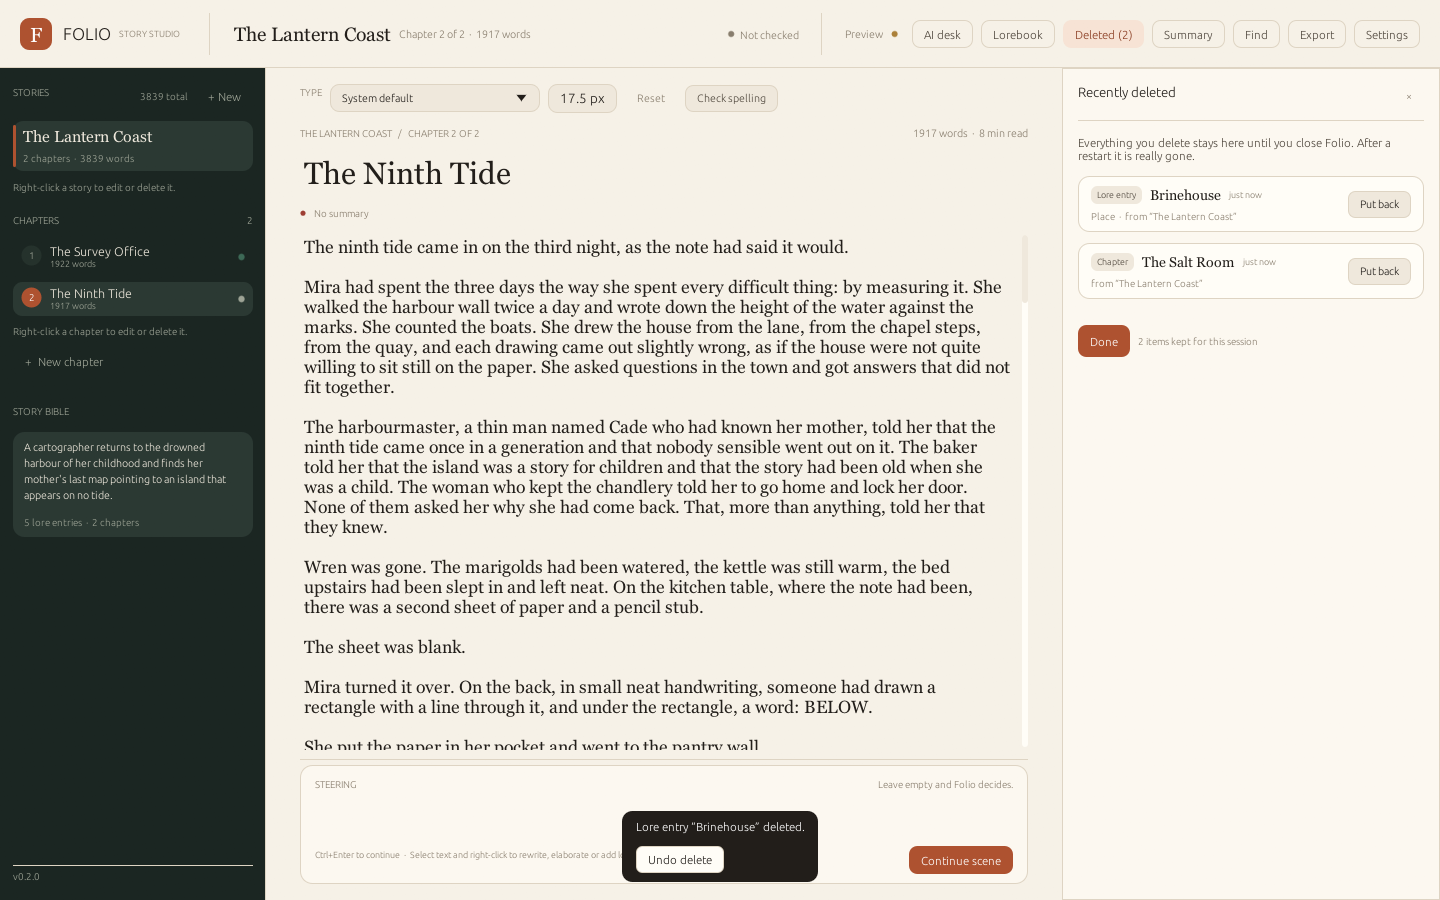 F FOLIO STORY STUDIO
The Lantern Coast Chapter 2 of 2 · 1917 words
Not checked
Preview
AI desk
Lorebook
Deleted (2)
Summary
Find
Export
Settings
STORIES 3839 total + New
The Lantern Coast
2 chapters · 3839 words
Right-click a story to edit or delete it.
CHAPTERS 2
1 The Survey Office
1922 words
2 The Ninth Tide
1917 words
Right-click a chapter to edit or delete it.
+ New chapter
STORY BIBLE
A cartographer returns to the drowned
harbour of her childhood and finds her
mother's last map pointing to an island that
appears on no tide.
5 lore entries · 2 chapters
v0.2.0
TYPE System default 17.5 px Reset Check spelling
THE LANTERN COAST / CHAPTER 2 OF 2 1917 words · 8 min read
The Ninth Tide
No summary
The ninth tide came in on the third night, as the note had said it would.
Mira had spent the three days the way she spent every difficult thing: by measuring it. She
walked the harbour wall twice a day and wrote down the height of the water against the
marks. She counted the boats. She drew the house from the lane, from the chapel steps,
from the quay, and each drawing came out slightly wrong, as if the house were not quite
willing to sit still on the paper. She asked questions in the town and got answers that did not
fit together.
The harbourmaster, a thin man named Cade who had known her mother, told her that the
ninth tide came once in a generation and that nobody sensible went out on it. The baker
told her that the island was a story for children and that the story had been old when she
was a child. The woman who kept the chandlery told her to go home and lock her door.
None of them asked her why she had come back. That, more than anything, told her that
they knew.
Wren was gone. The marigolds had been watered, the kettle was still warm, the bed
upstairs had been slept in and left neat. On the kitchen table, where the note had been,
there was a second sheet of paper and a pencil stub.
The sheet was blank.
Mira turned it over. On the back, in small neat handwriting, someone had drawn a
rectangle with a line through it, and under the rectangle, a word: BELOW.
She put the paper in her pocket and went to the pantry wall.
STEERING Leave empty and Folio decides.
Ctrl+Enter to continue · Select text and right-click to rewrite, elaborate or add
Lore entry “Brinehouse” deleted.
Undo delete
Continue scene
Recently deleted ×
Everything you delete stays here until you close Folio. After a
restart it is really gone.
Lore entry Brinehouse just now
Place · from “The Lantern Coast”
Put back
Chapter The Salt Room just now
from “The Lantern Coast”
Put back
Done 2 items kept for this session